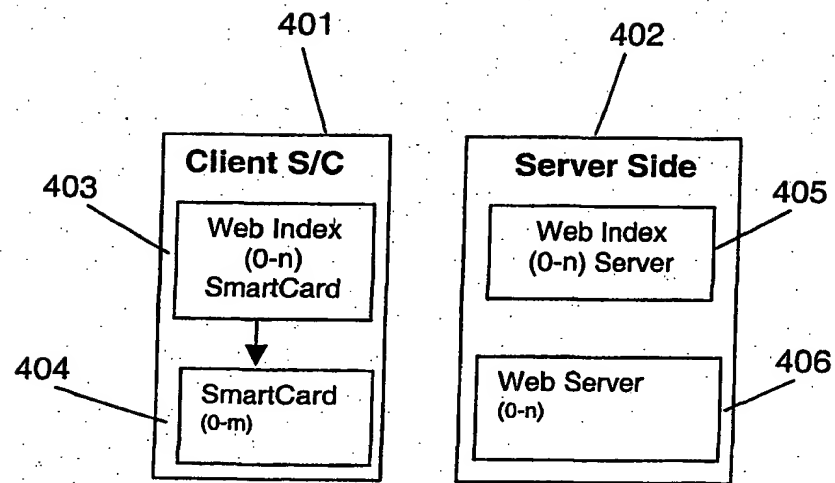 401
402
Client S/C
Server Side
403
Web Index
(0-n)
SmartCard
405
Web Index
(0-n) Server
404
SmartCard
(0-m)
406
Web Server
(0-n)